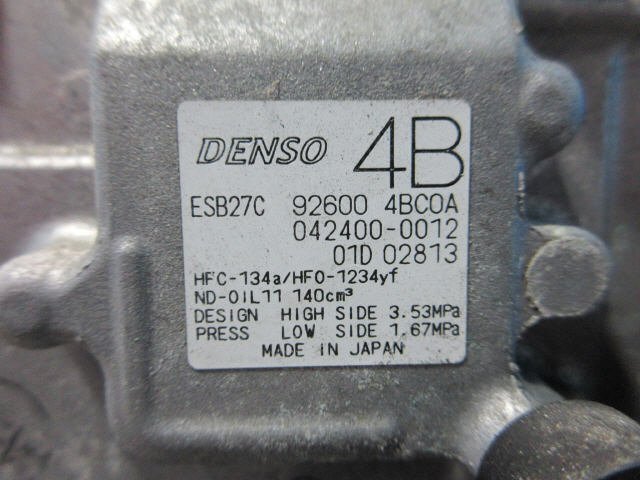 DENSO 4B
ESB27C 92600 4BC0A
042400-0012
01D 02813
HFC-134a/HFO-1234yf
ND-OIL11 140cm³
DESIGN HIGH SIDE 3.53MPa
PRESS LOW SIDE 1.67MPa
MADE IN JAPAN